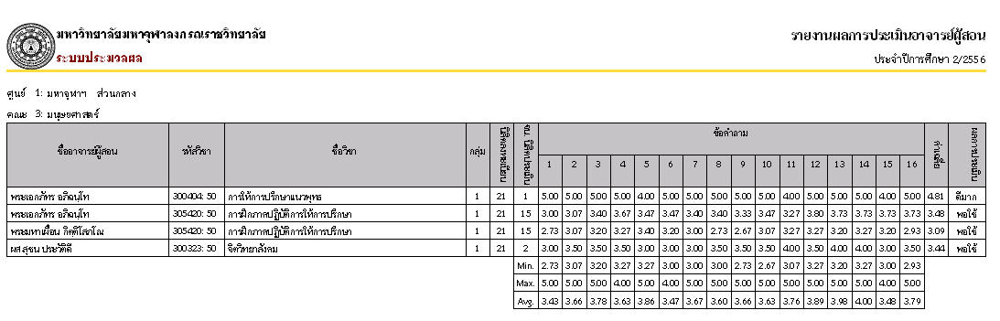 มหาวิทยาลัยมหาจุฬาลงกรณราชวิทยาลัย
รายงานผลการประเมินอาจารย์ผู้สอน
ระบบประมวลผล
ประจำปีการศึกษา 2/2556
ศูนย์ 1: มหาจุฬาฯ ส่วนกลาง
คณะ 3: มนุษยศาสตร์
ชื่ออาจารย์ผู้สอน รหัสวิชา ชื่อวิชา กลุ่ม นิสิตลงทะเบียน จน. นิสิตประเมิน ข้อคำถาม ค่าเฉลี่ย ผลการประเมิน
1 2 3 4 5 6 7 8 9 10 11 12 13 14 15 16
พระเอกภัทร อภิฉนฺโท 300404: 50 การให้การปรึกษาแนวพุทธ 1 21 1 5.00 5.00 5.00 5.00 4.00 5.00 5.00 5.00 5.00 5.00 4.00 5.00 5.00 5.00 4.00 5.00 4.81 ดีมาก
พระเอกภัทร อภิฉนฺโท 305420: 50 การฝึกภาคปฏิบัติการให้การปรึกษา 1 21 15 3.00 3.07 3.40 3.67 3.47 3.47 3.40 3.40 3.33 3.47 3.27 3.80 3.73 3.73 3.73 3.73 3.48 พอใช้
พระมหาเผื่อน กิตฺติโสภโณ 305420: 50 การฝึกภาคปฏิบัติการให้การปรึกษา 1 21 15 2.73 3.07 3.20 3.27 3.40 3.20 3.00 2.73 2.67 3.07 3.27 3.27 3.20 3.27 3.20 2.93 3.09 พอใช้
ผศ.สุชน ประวัติดี 300323: 50 จิตวิทยาสังคม 1 21 2 3.00 3.50 3.50 3.50 3.00 3.00 3.00 3.50 3.50 3.50 4.00 3.50 4.00 4.00 3.00 3.50 3.44 พอใช้
Min. 2.73 3.07 3.20 3.27 3.27 3.00 3.00 3.00 2.73 2.67 3.07 3.27 3.20 3.27 3.00 2.93
Max. 5.00 5.00 5.00 4.00 5.00 4.00 5.00 5.00 5.00 5.00 5.00 5.00 5.00 5.00 4.00 5.00
Avg. 3.43 3.66 3.78 3.63 3.86 3.47 3.67 3.60 3.66 3.63 3.76 3.89 3.98 4.00 3.48 3.79